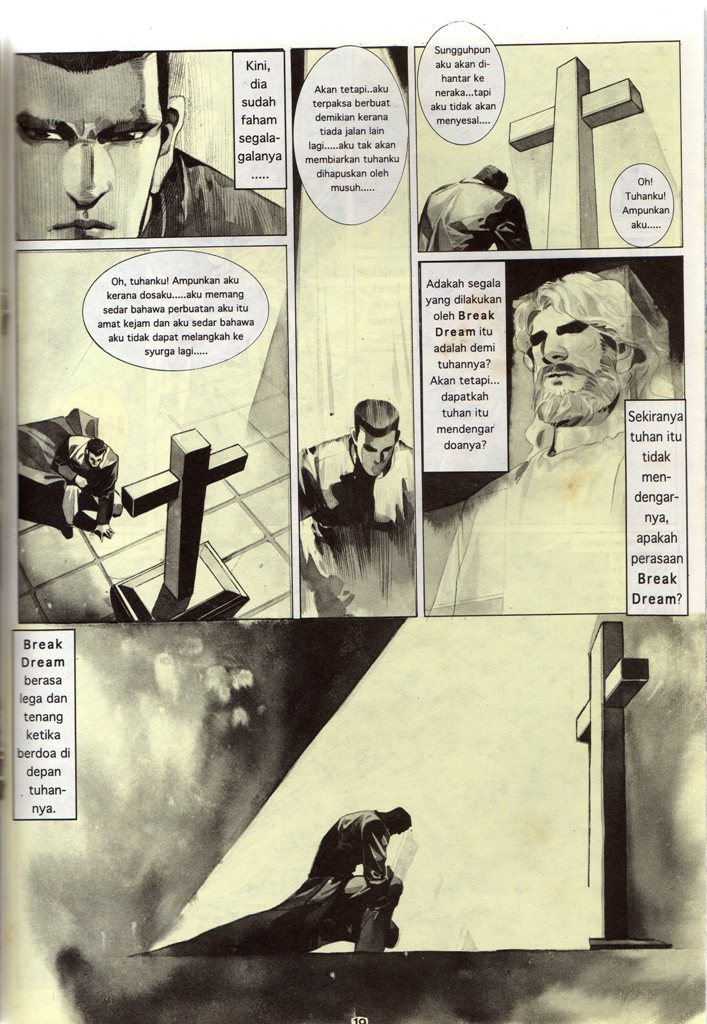 Kini,
dia
sudah
faham
segala-
galanya
.....
Akan tetapi..aku
terpaksa berbuat
demikian kerana
tiada jalan lain
lagi.....aku tak akan
membiarkan tuhanku
dihapuskan oleh
musuh.....
Sungguhpun
aku akan di-
hantar ke
neraka...tapi
aku tidak akan
menyesal....
Oh!
Tuhanku!
Ampunkan
aku.....
Oh, tuhanku! Ampunkan aku
kerana dosaku.....aku memang
sedar bahawa perbuatan aku itu
amat kejam dan aku sedar bahawa
aku tidak dapat melangkah ke
syurga lagi.....
Adakah segala
yang dilakukan
oleh Break
Dream itu
adalah demi
tuhannya?
Akan tetapi...
dapatkah
tuhan itu
mendengar
doanya?
Sekiranya
tuhan itu
tidak
men-
dengar-
nya,
apakah
perasaan
Break
Dream?
Break
Dream
berasa
lega dan
tenang
ketika
berdoa di
depan
tuhan-
nya.
19